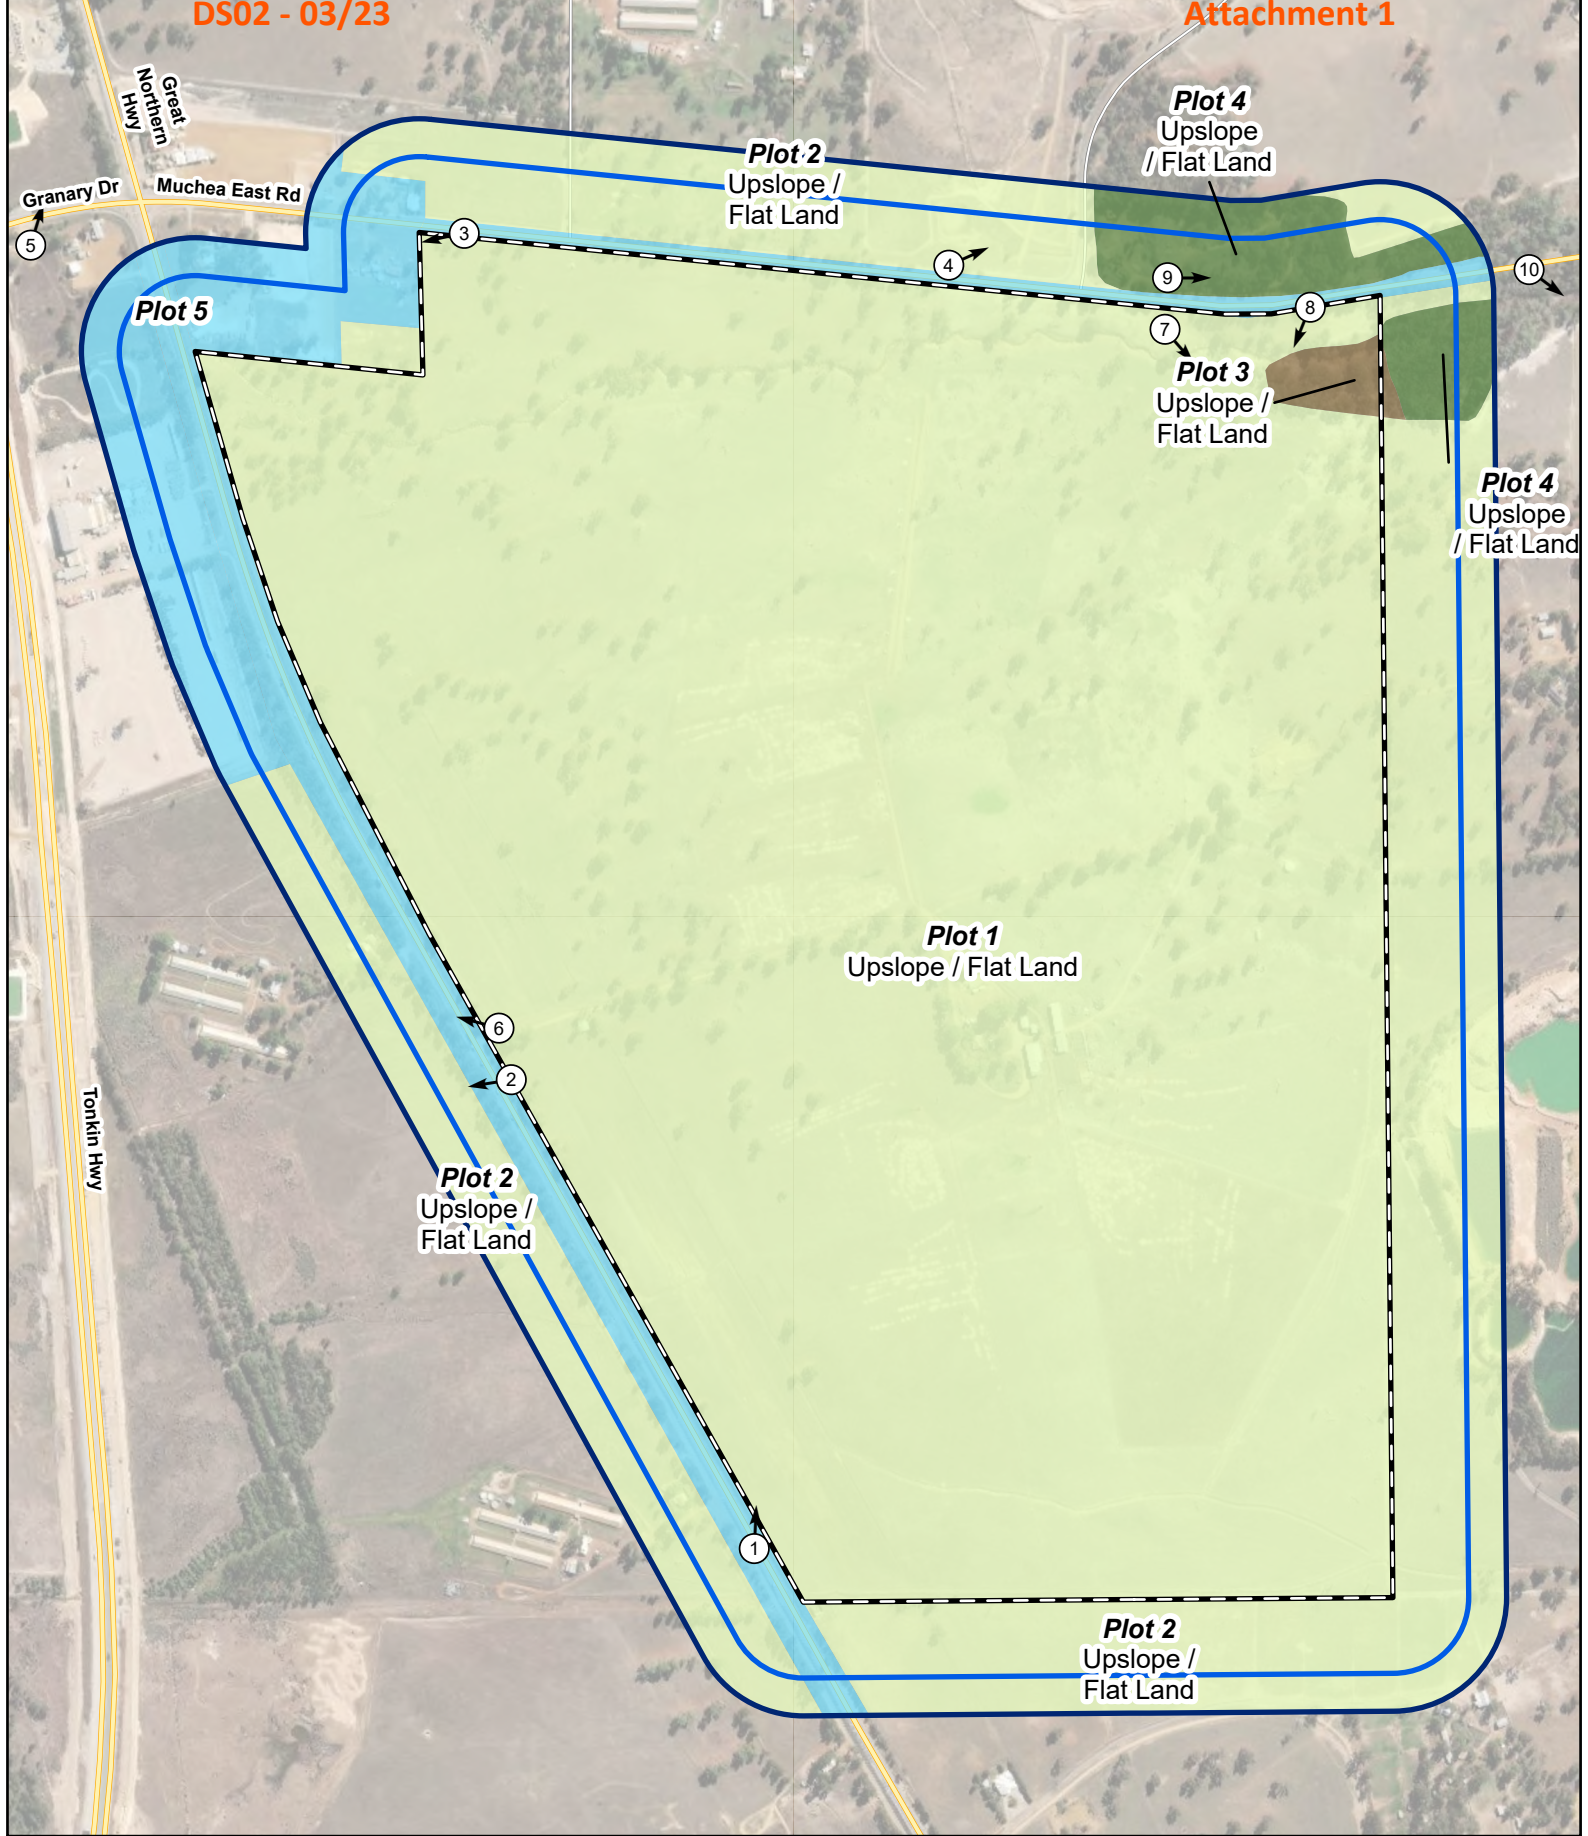 DS02 - 03/23
Attachment 1
Great
Northern
Hwy
Granary Dr
Muchea East Rd
Plot 2
Upslope /
Flat Land
Plot 4
Upslope
/ Flat Land
5
3
4
9
10
8
7
Plot 5
Plot 3
Upslope /
Flat Land
Plot 4
Upslope
/ Flat Land
Plot 1
Upslope / Flat Land
6
2
Tonkin Hwy
Plot 2
Upslope /
Flat Land
1
Plot 2
Upslope /
Flat Land